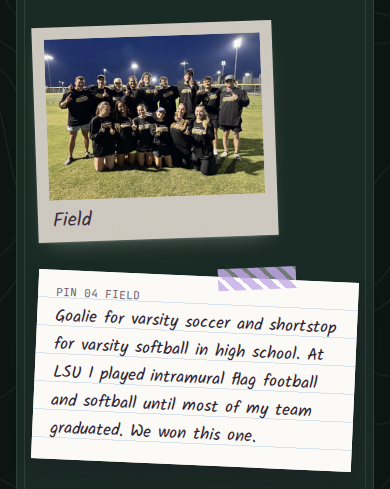 Field
PIN 04 FIELD
Goalie for varsity soccer and shortstop
for varsity softball in high school. At
LSU I played intramural flag football
and softball until most of my team
graduated. We won this one.